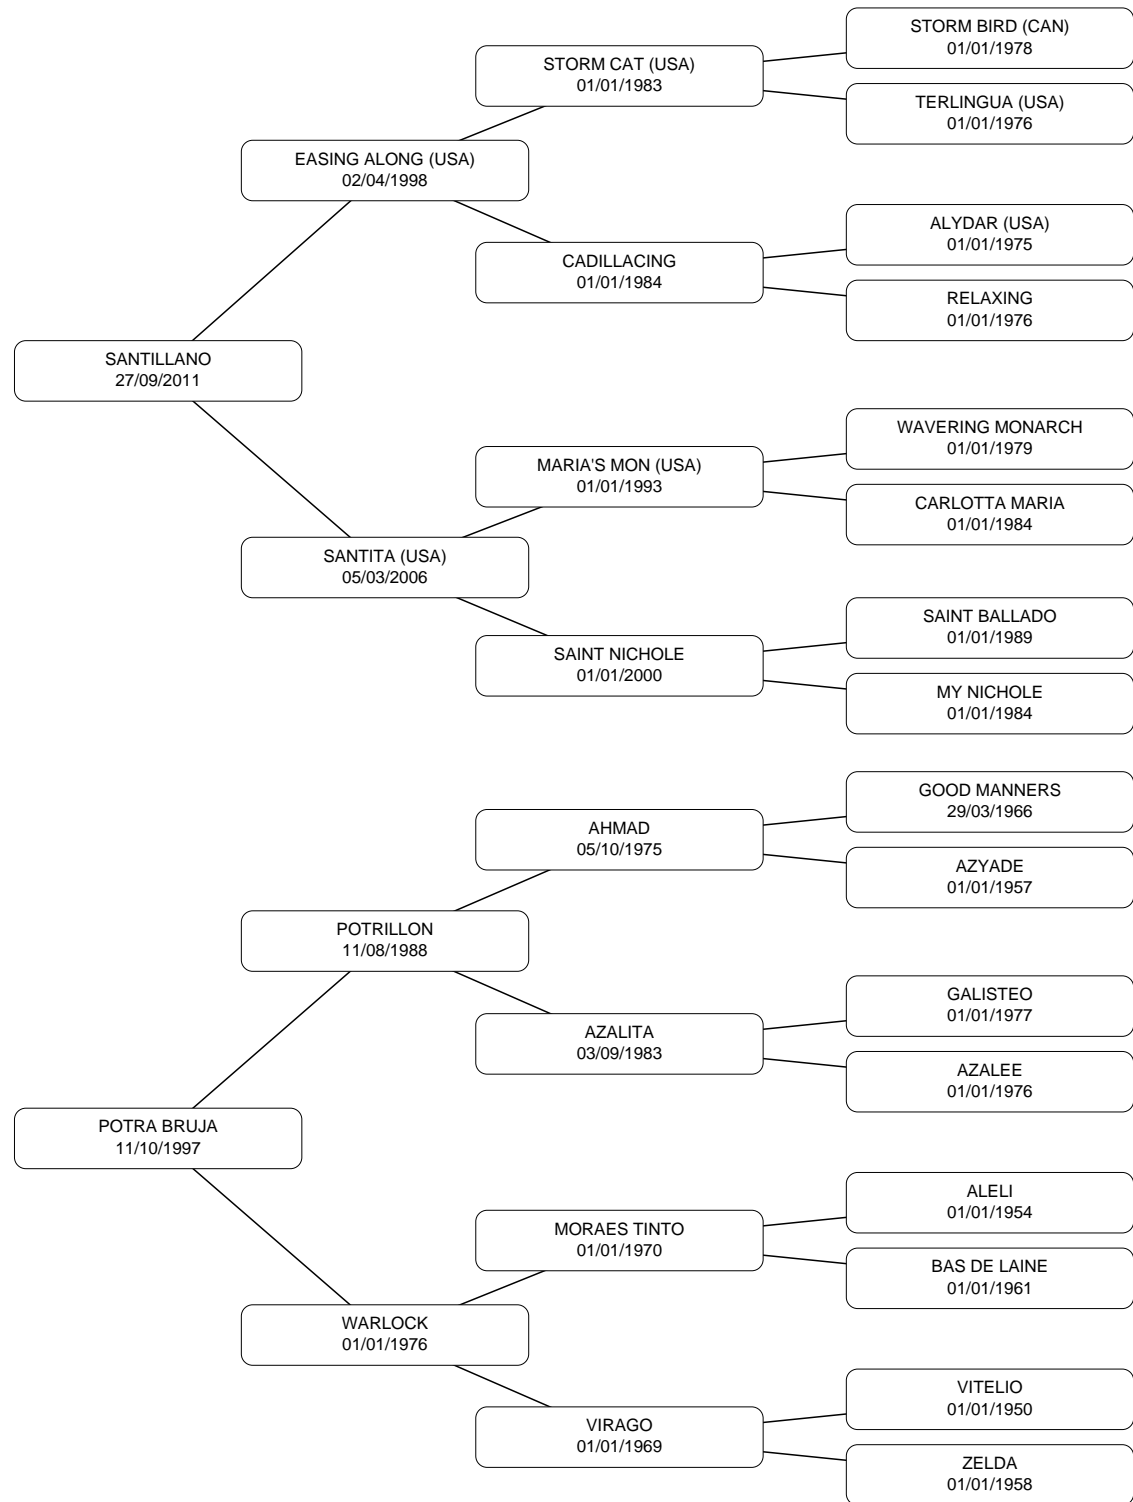 STORM BIRD (CAN)
01/01/1978
STORM CAT (USA)
01/01/1983
TERLINGUA (USA)
01/01/1976
EASING ALONG (USA)
02/04/1998
ALYDAR (USA)
01/01/1975
CADILLACING
01/01/1984
RELAXING
01/01/1976
SANTILLANO
27/09/2011
WAVERING MONARCH
01/01/1979
MARIA'S MON (USA)
01/01/1993
CARLOTTA MARIA
01/01/1984
SANTITA (USA)
05/03/2006
SAINT BALLADO
01/01/1989
SAINT NICHOLE
01/01/2000
MY NICHOLE
01/01/1984
GOOD MANNERS
29/03/1966
AHMAD
05/10/1975
AZYADE
01/01/1957
POTRILLON
11/08/1988
GALISTEO
01/01/1977
AZALITA
03/09/1983
AZALEE
01/01/1976
POTRA BRUJA
11/10/1997
ALELI
01/01/1954
MORAES TINTO
01/01/1970
BAS DE LAINE
01/01/1961
WARLOCK
01/01/1976
VITELIO
01/01/1950
VIRAGO
01/01/1969
ZELDA
01/01/1958